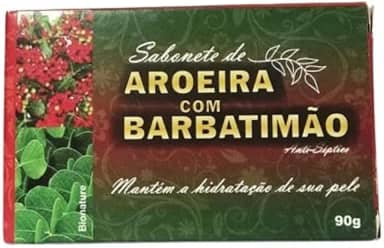 Sabonete de
AROEIRA
COM
BARBATIMÃO
Anti-Séptico
Mantém a hidratação de sua pele
Bionature
90g